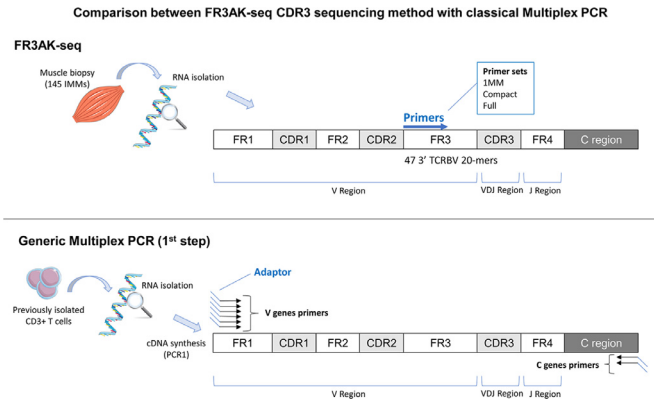 Comparison between FR3AK-seq CDR3 sequencing method with classical Multiplex PCR
FR3AK-seq
Muscle biopsy
(145 IMMs)
RNA isolation
Primer sets
1MM
Compact
Full
Primers
FR1 CDR1 FR2 CDR2 FR3 CDR3 FR4 C region
47 3’ TCRBV 20-mers
V Region VDJ Region J Region
Generic Multiplex PCR (1st step)
Previously isolated
CD3+ T cells
RNA isolation
Adaptor
V genes primers
cDNA synthesis
(PCR1)
FR1 CDR1 FR2 CDR2 FR3 CDR3 FR4 C region
C genes primers
V Region VDJ Region J Region